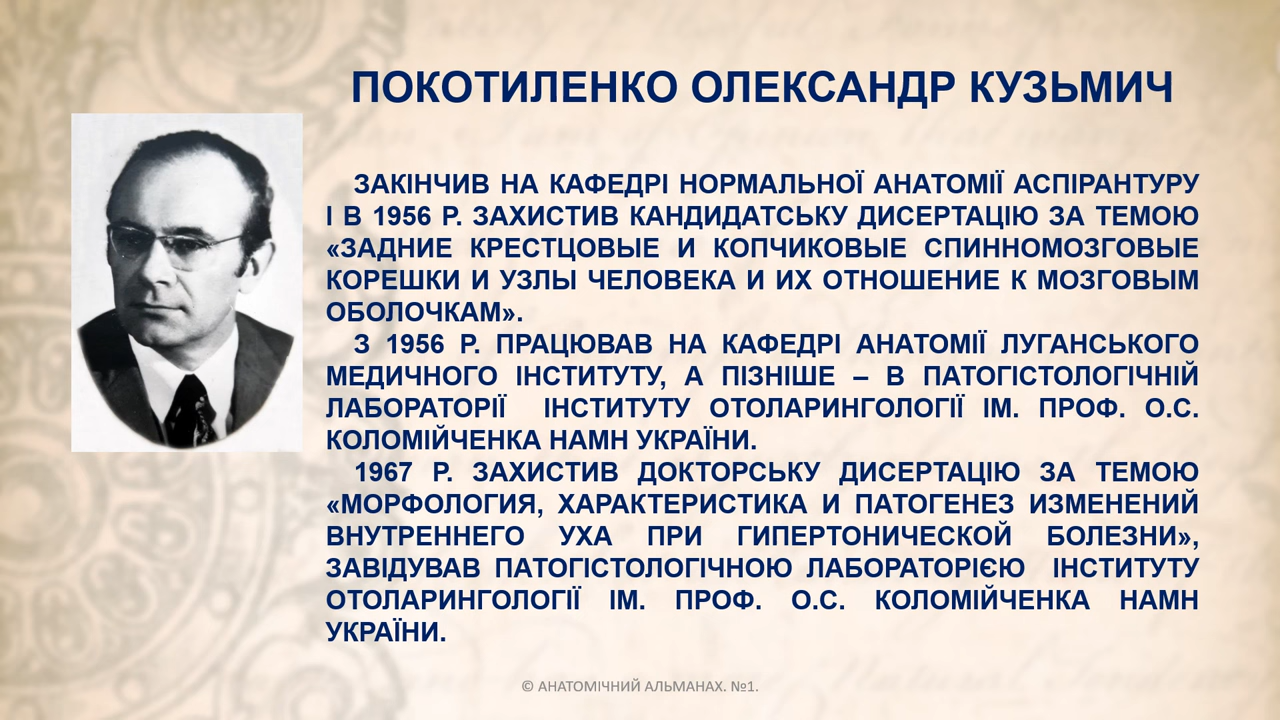 ПОКОТИЛЕНКО ОЛЕКСАНДР КУЗЬМИЧ
ЗАКІНЧИВ НА КАФЕДРІ НОРМАЛЬНОЇ АНАТОМІЇ АСПІРАНТУРУ
І В 1956 Р. ЗАХИСТИВ КАНДИДАТСЬКУ ДИСЕРТАЦІЮ ЗА ТЕМОЮ
«ЗАДНИЕ КРЕСТЦОВЫЕ И КОПЧИКОВЫЕ СПИННОМОЗГОВЫЕ
КОРЕШКИ И УЗЛЫ ЧЕЛОВЕКА И ИХ ОТНОШЕНИЕ К МОЗГОВЫМ
ОБОЛОЧКАМ».
З 1956 Р. ПРАЦЮВАВ НА КАФЕДРІ АНАТОМІЇ ЛУГАНСЬКОГО
МЕДИЧНОГО ІНСТИТУТУ, А ПІЗНІШЕ – В ПАТОГІСТОЛОГІЧНІЙ
ЛАБОРАТОРІЇ ІНСТИТУТУ ОТОЛАРИНГОЛОГІЇ ІМ. ПРОФ. О.С.
КОЛОМІЙЧЕНКА НАМН УКРАЇНИ.
1967 Р. ЗАХИСТИВ ДОКТОРСЬКУ ДИСЕРТАЦІЮ ЗА ТЕМОЮ
«МОРФОЛОГИЯ, ХАРАКТЕРИСТИКА И ПАТОГЕНЕЗ ИЗМЕНЕНИЙ
ВНУТРЕННЕГО УХА ПРИ ГИПЕРТОНИЧЕСКОЙ БОЛЕЗНИ»,
ЗАВІДУВАВ ПАТОГІСТОЛОГІЧНОЮ ЛАБОРАТОРІЄЮ ІНСТИТУТУ
ОТОЛАРИНГОЛОГІЇ ІМ. ПРОФ. О.С. КОЛОМІЙЧЕНКА НАМН
УКРАЇНИ.
© АНАТОМІЧНИЙ АЛЬМАНАХ. №1.